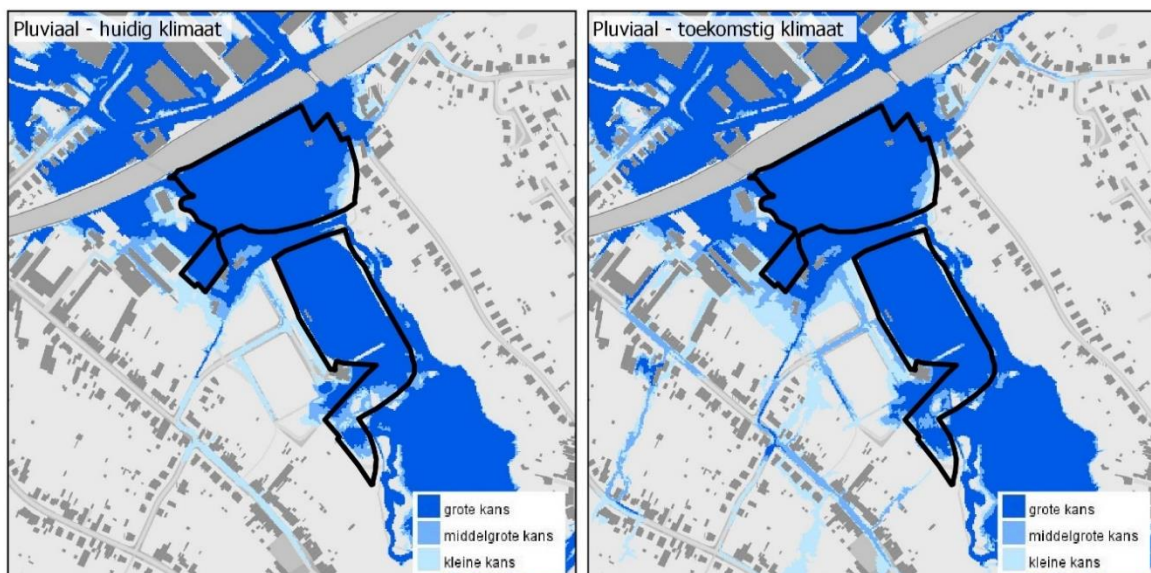 Pluviaal - huidig klimaat
grote kans
middelgrote kans
kleine kans
Pluviaal - toekomstig klimaat
grote kans
middelgrote kans
kleine kans